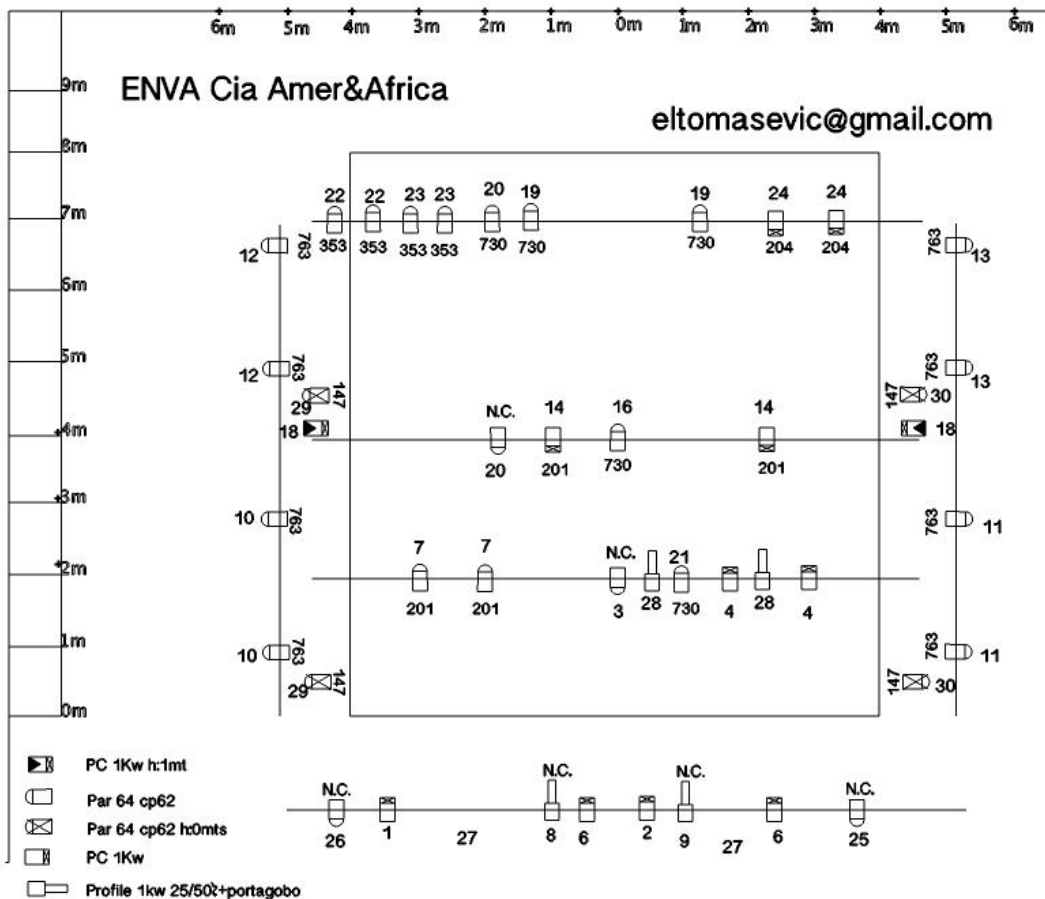 6m 5m 4m 3m 2m 1m 0m 1m 2m 3m 4m 5m 6m
9m
ENVA Cia Amer&Africa
eltomasevic@gmail.com
8m
22 22 23 23 20 19 19 24 24
7m
353 353 353 353 730 730 730 204 204
12 763 763 13
6m
5m
12 763 763 13
29 147 147 30
18 18
N.C. 14 16 14
4m
20 201 730 201
3m
10 763 763 11
7 7 N.C. 21
2m
201 201 3 28 730 4 28 4
1m
10 763 763 11
29 147 147 30
0m
PC 1Kw h:1mt
Par 64 cp62
Par 64 cp62 h:0mts
PC 1Kw
Profile 1kw 25/50º+portagobo
N.C. N.C. N.C. N.C.
26 1 27 8 6 2 9 27 6 25